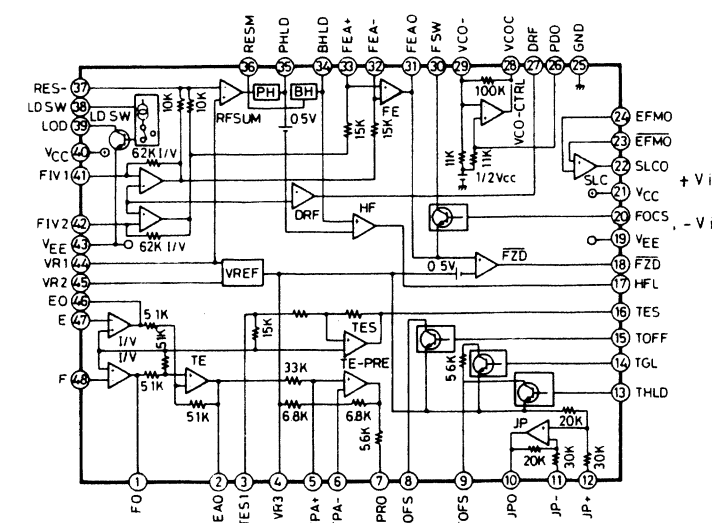 RESM PHLD BHLD FEA+ FEA- FEAO FSW VCO- VCOC DRF PDO GND
36 35 34 33 32 31 30 29 28 27 26 25
RES- 37
LDSW 38
LOD 39
VCC 40
FIV1 41
FIV2 42
VEE 43
VR1 44
VR2 45
EO 46
E 47
F 48
LD SW
10K
10K
RFSUM
PH
BH
0 5V
15K
15K
FE
100K
VCO-CTRL
11K
11K
1/2Vcc
62K I/V
62K I/V
DRF
HF
VREF
0 5V
FZD
SLC
24 EFMO
23 EFMO
22 SLCO
21 VCC
20 FOCS
19 VEE
18 FZD
17 HFL
16 TES
15 TOFF
14 TGL
13 THLD
+ Vi
- Vi
I/V
I/V
5 1K
51K
5 1K
TE
51K
15K
TES
TE-PRE
33K
6.8K
6.8K
56K
5 6K
20K
JP
20K
30K
30K
1 2 3 4 5 6 7 8 9 10 11 12
FO EAO TES1 VR3 PA+ PA- PRO OFS OFS JPO JP- JP+